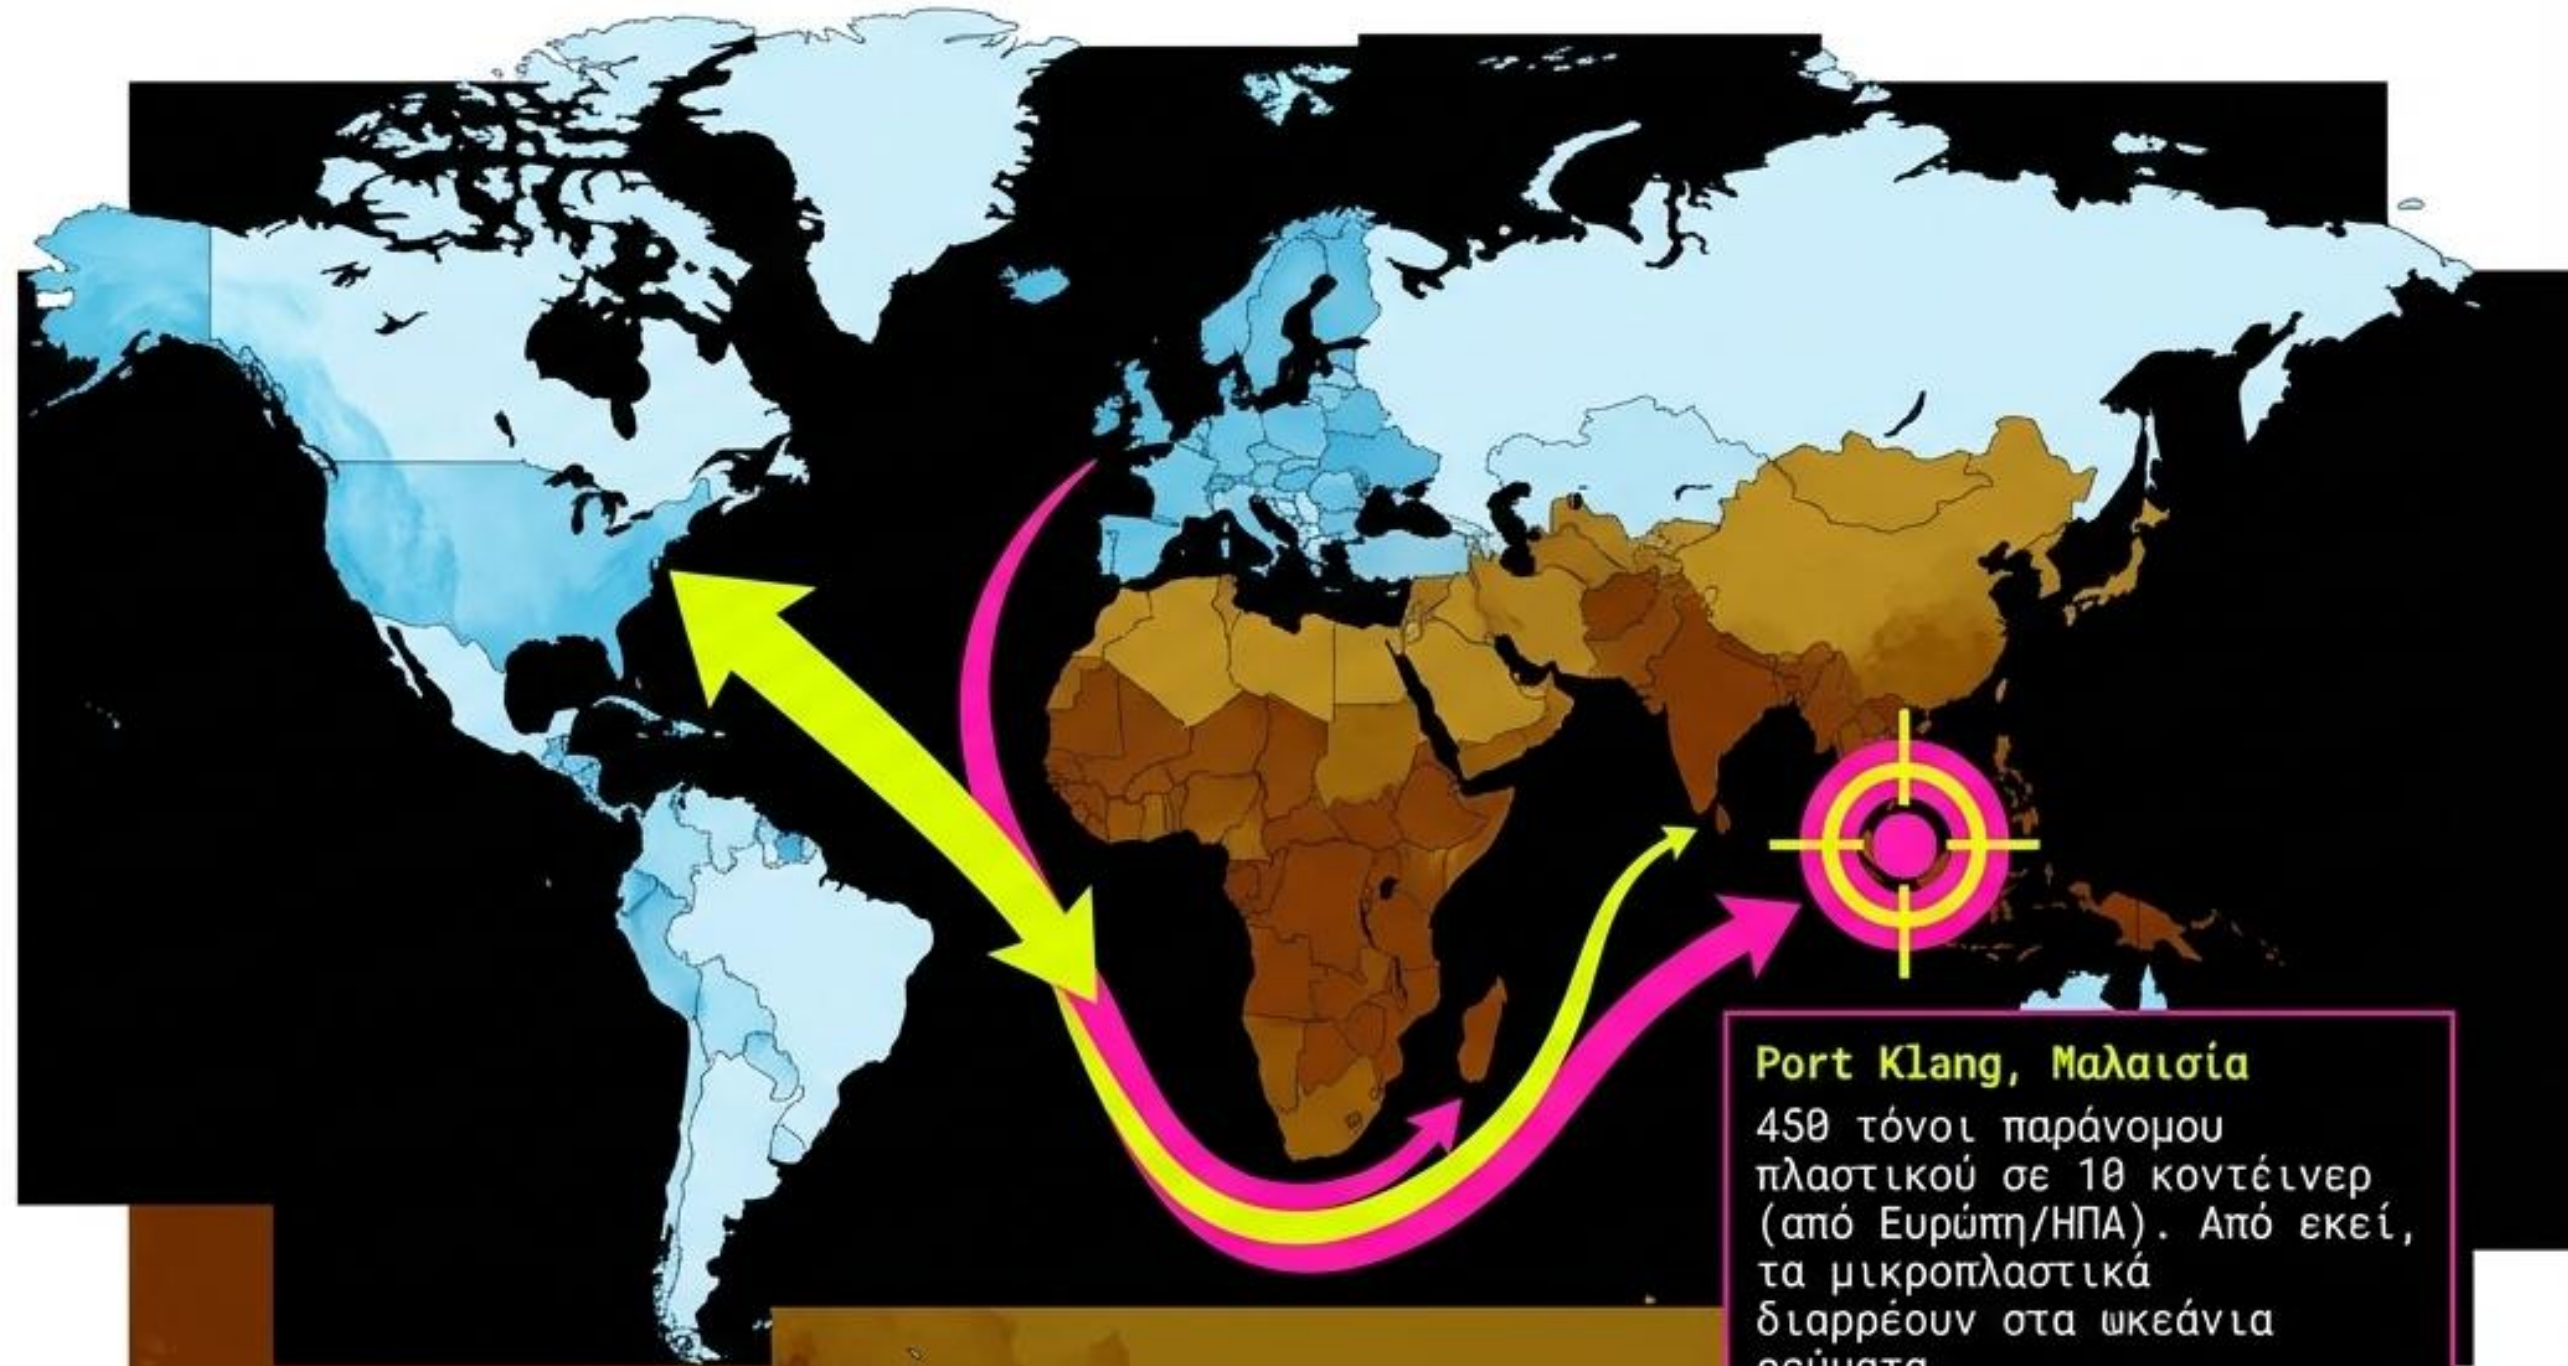 Port Klang, Μαλαισία
450 τόνοι παράνομου
πλαστικού σε 10 κοντέινερ
(από Ευρώπη/ΗΠΑ). Από εκεί,
τα μικροπλαστικά
διαρρέουν στα ωκεάνια